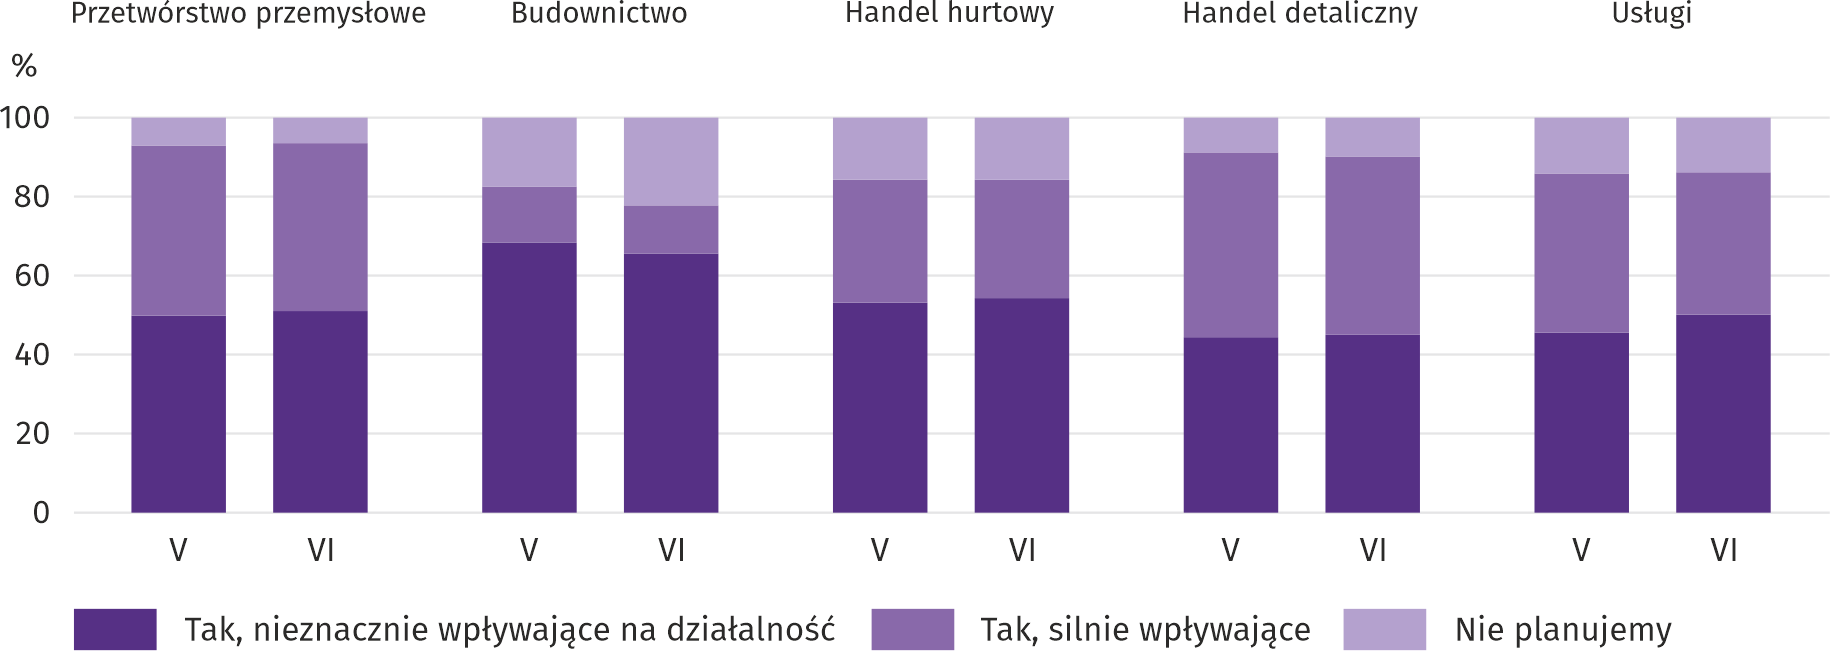 Przetwórstwo przemysłowe Budownictwo Handel hurtowy Handel detaliczny Usługi
%
100
80
60
40
20
0
V VI V VI V VI V VI V VI
Tak, nieznacznie wpływające na działalność Tak, silnie wpływające Nie planujemy